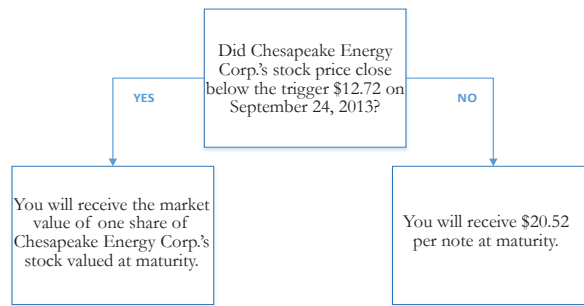 Did Chesapeake Energy
Corp.'s stock price close
below the trigger $12.72 on
September 24, 2013?
YES
NO
You will receive the market
value of one share of
Chesapeake Energy Corp.'s
stock valued at maturity.
You will receive $20.52
per note at maturity.